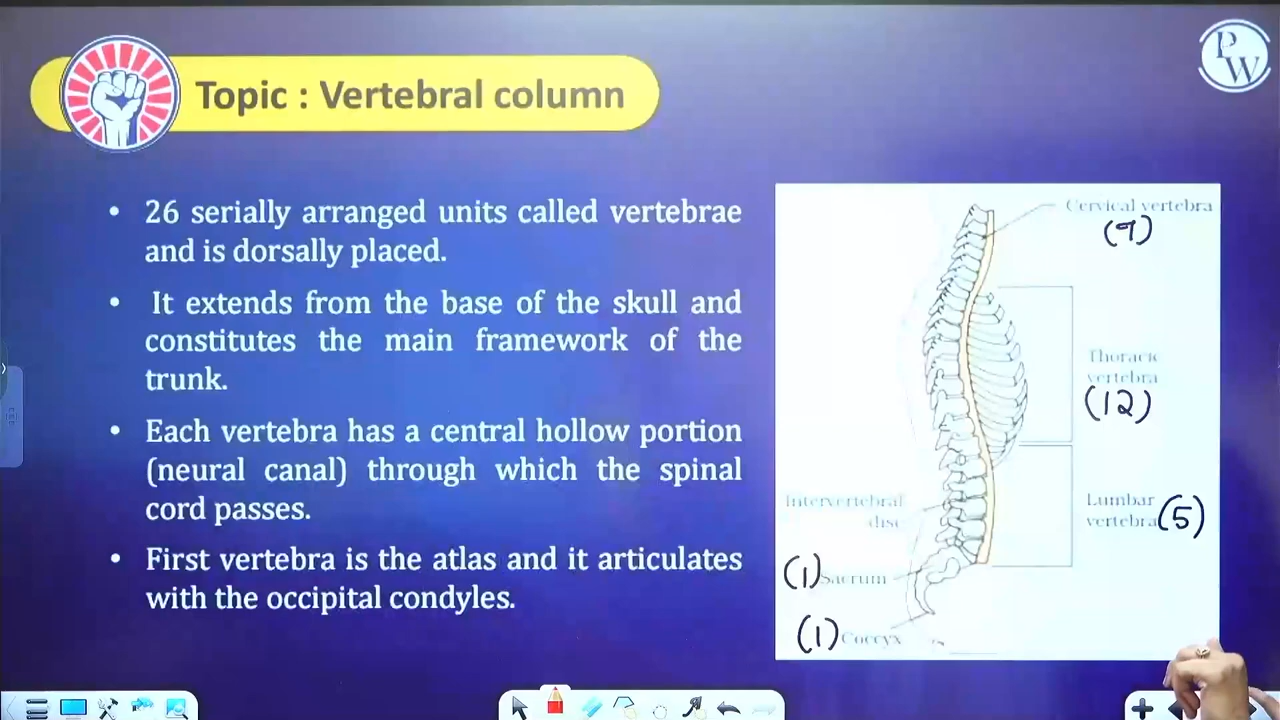 PW
Topic : Vertebral column
• 26 serially arranged units called vertebrae
and is dorsally placed.
• It extends from the base of the skull and
constitutes the main framework of the
trunk.
• Each vertebra has a central hollow portion
(neural canal) through which the spinal
cord passes.
• First vertebra is the atlas and it articulates
with the occipital condyles.
Cervical vertebra
(7)
Thoracic
vertebra
(12)
Lumbar
vertebra (5)
Intervertebral
disc
(1) Sacrum
(1) Coccyx